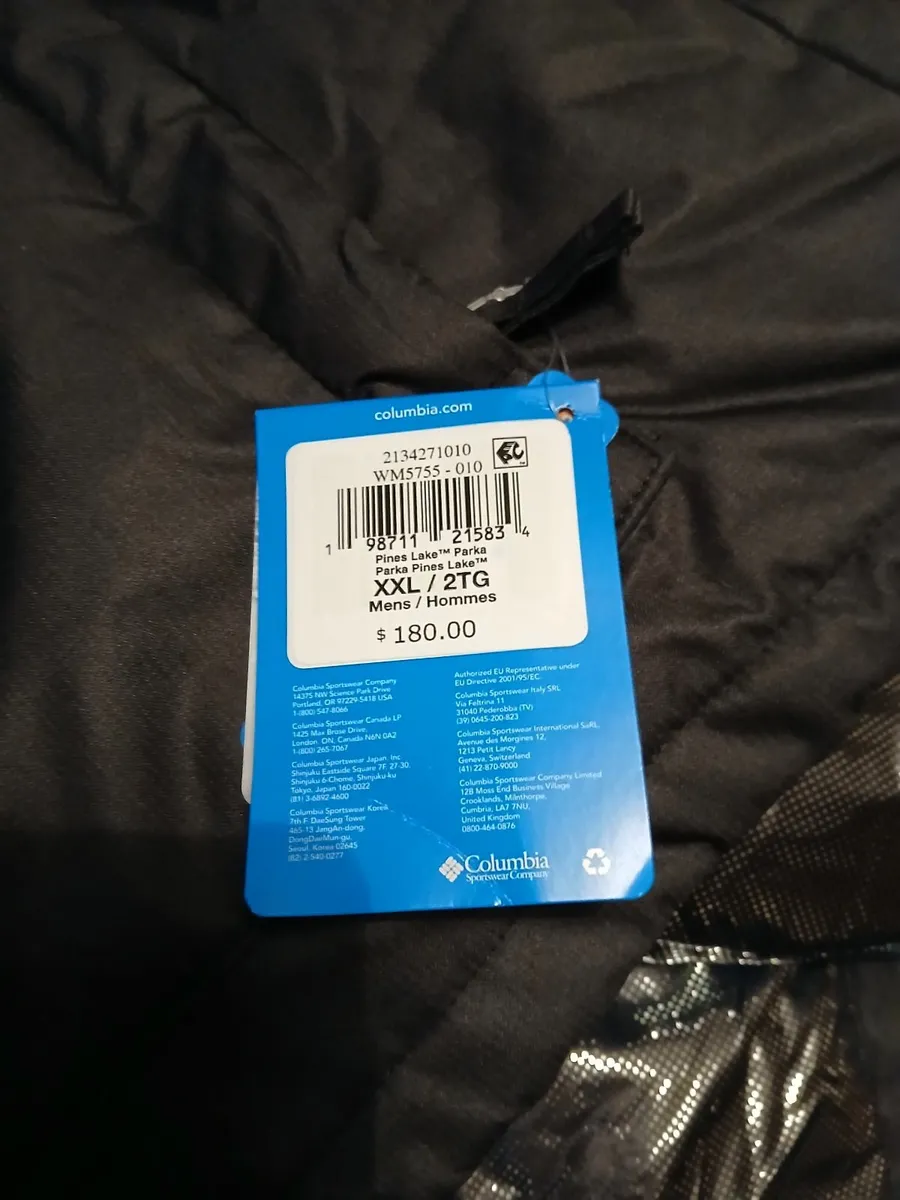 columbia.com
2134271010
WM5755 - 010
1 98711 21583 4
Pines Lake™ Parka
Parka Pines Lake™
XXL / 2TG
Mens / Hommes
$ 180.00
Columbia Sportswear Company
14375 NW Science Park Drive
Portland, OR 97229-5418 USA
1-(800) 547-8066
Columbia Sportswear Canada LP
1425 Max Brose Drive,
London, ON, Canada N6N 0A2
1-(800) 265-7067
Columbia Sportswear Japan, Inc
Shinjuku Eastside Square 7F, 27-30,
Shinjuku 6-Chome, Shinjuku-ku
Tokyo, Japan 160-0022
(81) 3-6892-4600
Columbia Sportswear Korea
7th F. DaeSung Tower
465-13 JangAn-dong,
DongDaeMun-gu,
Seoul, Korea 02645
(82) 2-540-0277
Authorized EU Representative under
EU Directive 2001/95/EC.
Columbia Sportswear Italy SRL
Via Feltrina 11
31040 Pederobba (TV)
(39) 0645-200-823
Columbia Sportswear International SaRL,
Avenue des Morgines 12,
1213 Petit Lancy
Geneva, Switzerland
(41) 22-870-9000
Columbia Sportswear Company Limited
12B Moss End Business Village
Crooklands, Milnthorpe,
Cumbria, LA7 7NU,
United Kingdom
0800-464-0876
Columbia
Sportswear Company